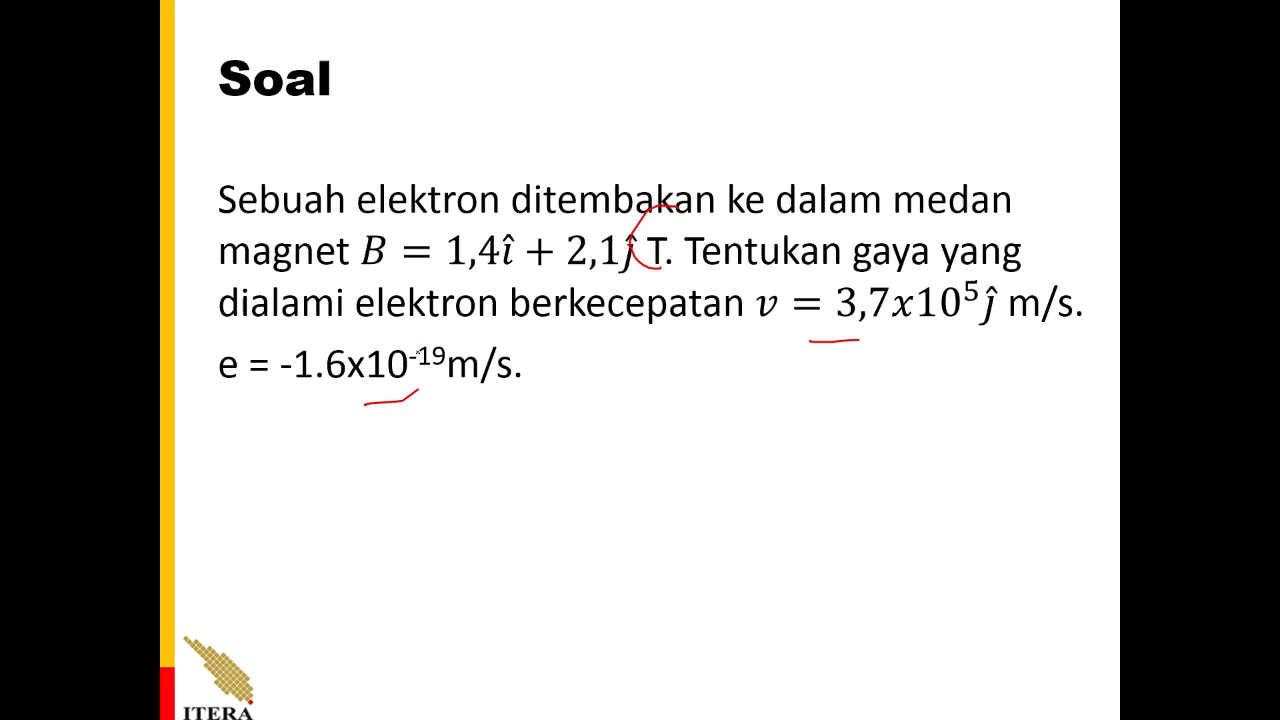 Soal
Sebuah elektron ditembakan ke dalam medan
magnet B = 1,4î + 2,1ĵ T. Tentukan gaya yang
dialami elektron berkecepatan v = 3,7x10⁵ĵ m/s.
e = -1.6x10⁻¹⁹m/s.
ITERA